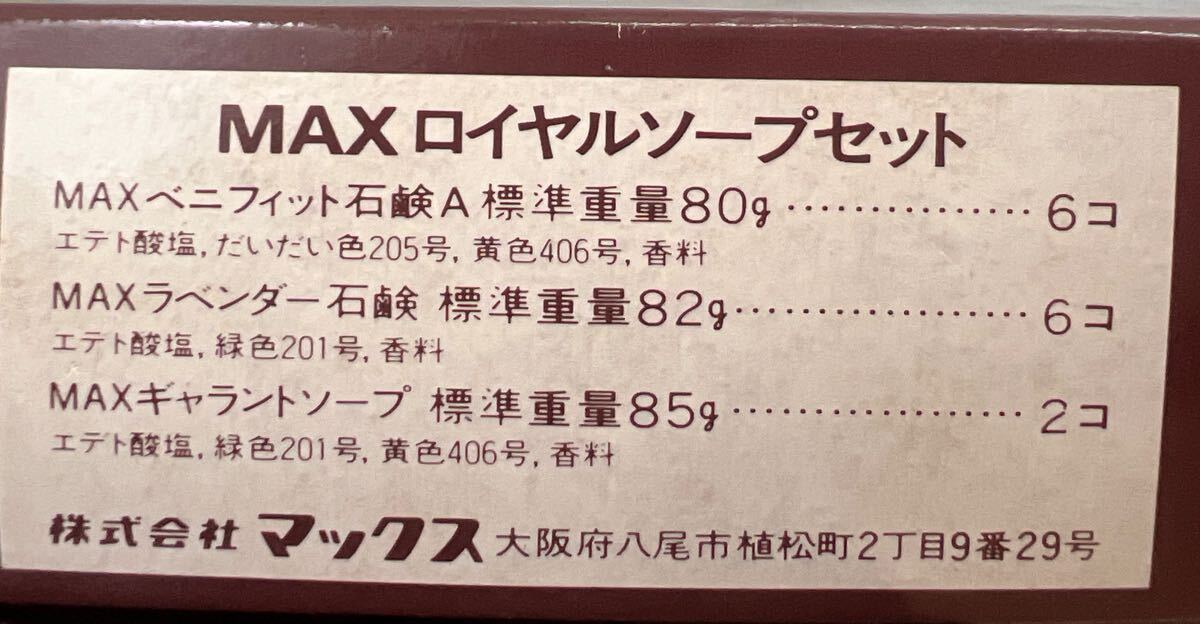 MAXロイヤルソープセット
MAXベニフィット石鹸A 標準重量80g……………… 6コ
エテト酸塩,だいだい色205号,黄色406号,香料
MAXラベンダー石鹸 標準重量82g………………… 6コ
エテト酸塩,緑色201号,香料
MAXギャラントソープ 標準重量85g………………… 2コ
エテト酸塩,緑色201号,黄色406号,香料
株式会社 マックス 大阪府八尾市植松町2丁目9番29号